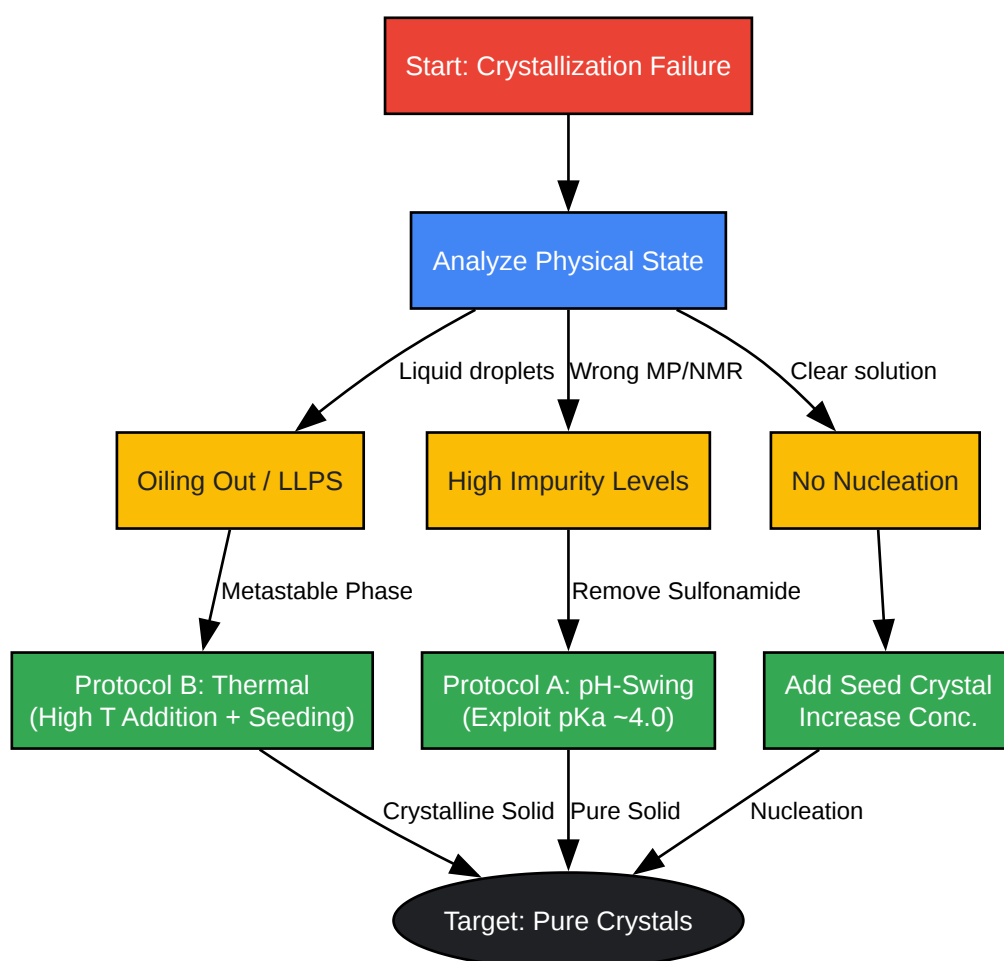 Start: Crystallization Failure
Analyze Physical State
Liquid droplets
Wrong MP/NMR
Clear solution
Oiling Out / LLPS
High Impurity Levels
No Nucleation
Metastable Phase
Remove Sulfonamide
Protocol B: Thermal
(High T Addition + Seeding)
Protocol A: pH-Swing
(Exploit pKa ~4.0)
Add Seed Crystal
Increase Conc.
Crystalline Solid
Pure Solid
Nucleation
Target: Pure Crystals